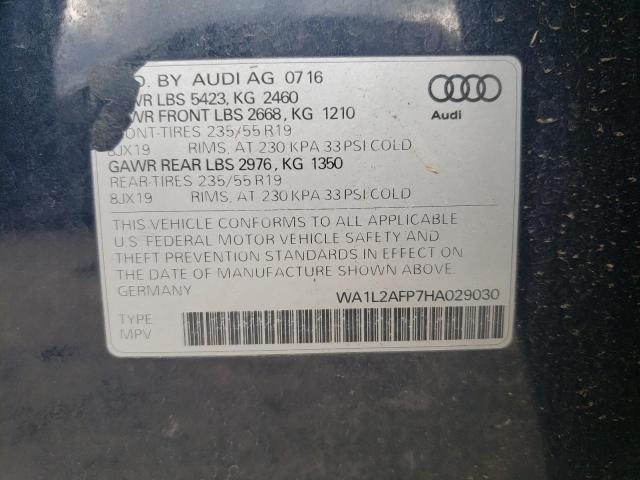 D. BY AUDI AG 07 16
WR LBS 5423, KG 2460
WR FRONT LBS 2668, KG 1210
ONT-TIRES 235/55 R19
8JX19 RIMS, AT 230 KPA 33 PSI COLD
GAWR REAR LBS 2976, KG 1350
REAR-TIRES 235/55 R19
8JX19 RIMS, AT 230 KPA 33 PSI COLD
Audi
THIS VEHICLE CONFORMS TO ALL APPLICABLE
U.S. FEDERAL MOTOR VEHICLE SAFETY AND
THEFT PREVENTION STANDARDS IN EFFECT ON
THE DATE OF MANUFACTURE SHOWN ABOVE.
GERMANY
WA1L2AFP7HA029030
TYPE
MPV